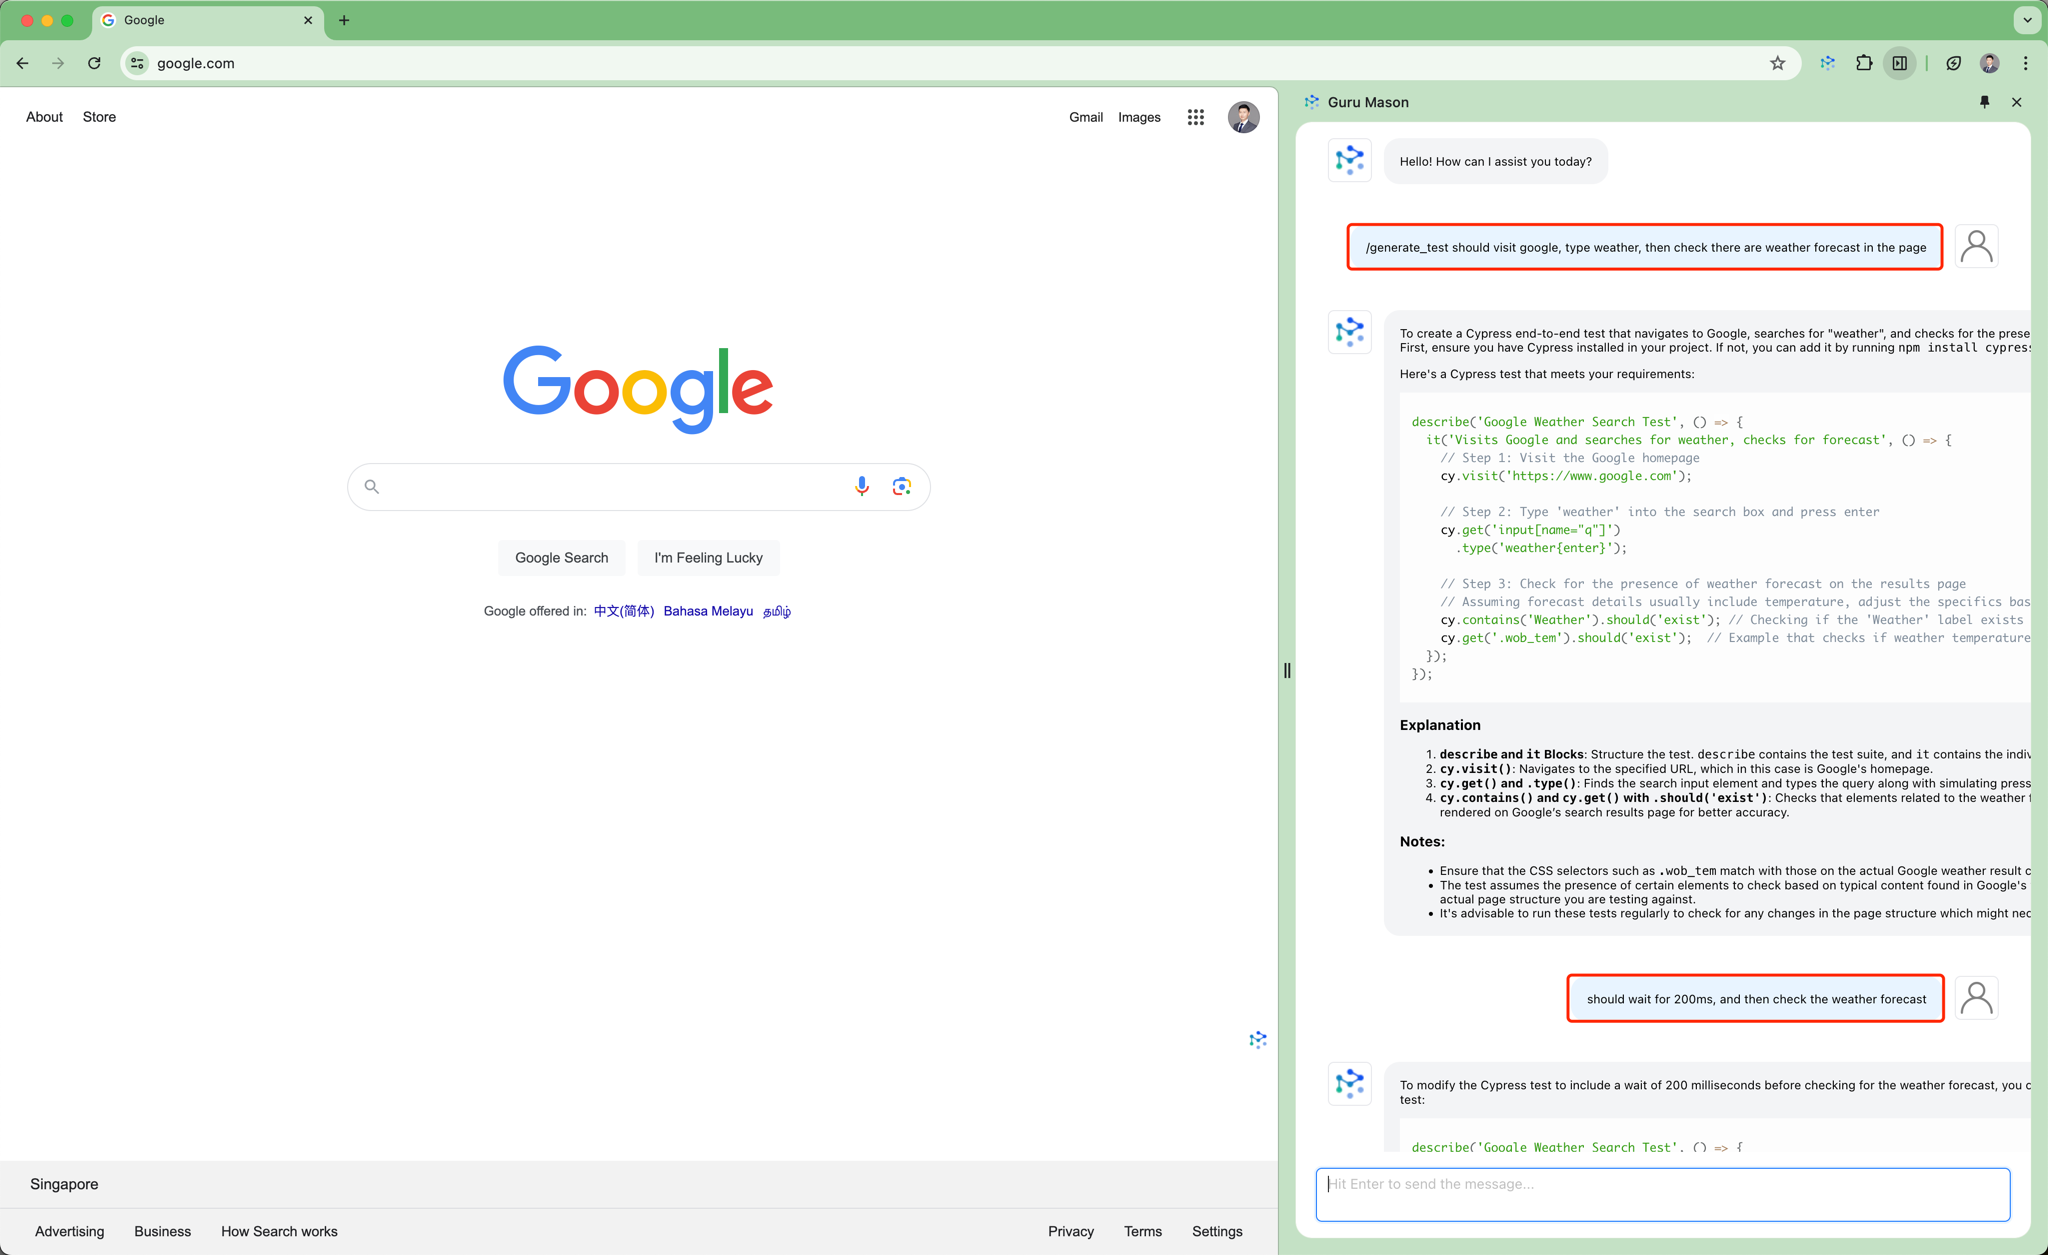 Google
google.com
About Store
Gmail Images
Google
Google Search I'm Feeling Lucky
Google offered in: 中文(简体) Bahasa Melayu தமிழ்
Singapore
Advertising Business How Search works
Privacy Terms Settings
Guru Mason
Hello! How can I assist you today?
/generate_test should visit google, type weather, then check there are weather forecast in the page
To create a Cypress end-to-end test that navigates to Google, searches for "weather", and checks for the prese
First, ensure you have Cypress installed in your project. If not, you can add it by running npm install cypress
Here's a Cypress test that meets your requirements:
describe('Google Weather Search Test', () => {
it('Visits Google and searches for weather, checks for forecast', () => {
// Step 1: Visit the Google homepage
cy.visit('https://www.google.com');
// Step 2: Type 'weather' into the search box and press enter
cy.get('input[name="q"]')
.type('weather{enter}');
// Step 3: Check for the presence of weather forecast on the results page
// Assuming forecast details usually include temperature, adjust the specifics bas
cy.contains('Weather').should('exist'); // Checking if the 'Weather' label exists
cy.get('.wob_tem').should('exist'); // Example that checks if weather temperature
});
});
Explanation
1. describe and it Blocks: Structure the test. describe contains the test suite, and it contains the indiv
2. cy.visit(): Navigates to the specified URL, which in this case is Google's homepage.
3. cy.get() and .type(): Finds the search input element and types the query along with simulating press
4. cy.contains() and cy.get() with .should('exist'): Checks that elements related to the weather f
rendered on Google's search results page for better accuracy.
Notes:
• Ensure that the CSS selectors such as .wob_tem match with those on the actual Google weather result c
• The test assumes the presence of certain elements to check based on typical content found in Google's
actual page structure you are testing against.
• It's advisable to run these tests regularly to check for any changes in the page structure which might nec
should wait for 200ms, and then check the weather forecast
To modify the Cypress test to include a wait of 200 milliseconds before checking for the weather forecast, you c
test:
describe('Google Weather Search Test', () => {
Hit Enter to send the message...